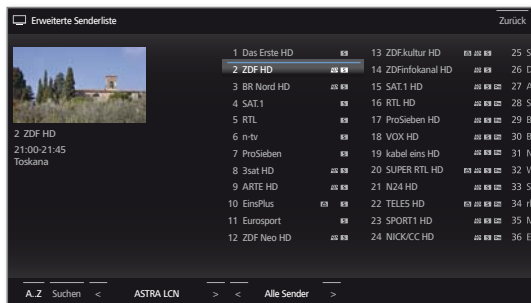 Erweiterte Senderliste
Zurück
2 ZDF HD
21:00-21:45
Toskana
1 Das Erste HD
2 ZDF HD
3 BR Nord HD
4 SAT.1
5 RTL
6 n-tv
7 ProSieben
8 3sat HD
9 ARTE HD
10 EinsPlus
11 Eurosport
12 ZDF Neo HD
13 ZDF.kultur HD
14 ZDFinfokanal HD
15 SAT.1 HD
16 RTL HD
17 ProSieben HD
18 VOX HD
19 kabel eins HD
20 SUPER RTL HD
21 N24 HD
22 TELE5 HD
23 SPORT1 HD
24 NICK/CC HD
25 S
26 D
27 A
28 S
29 B
30 B
31 N
32 V
33 S
34 r
35 N
36 E
A..Z Suchen < ASTRA LCN > < Alle Sender >